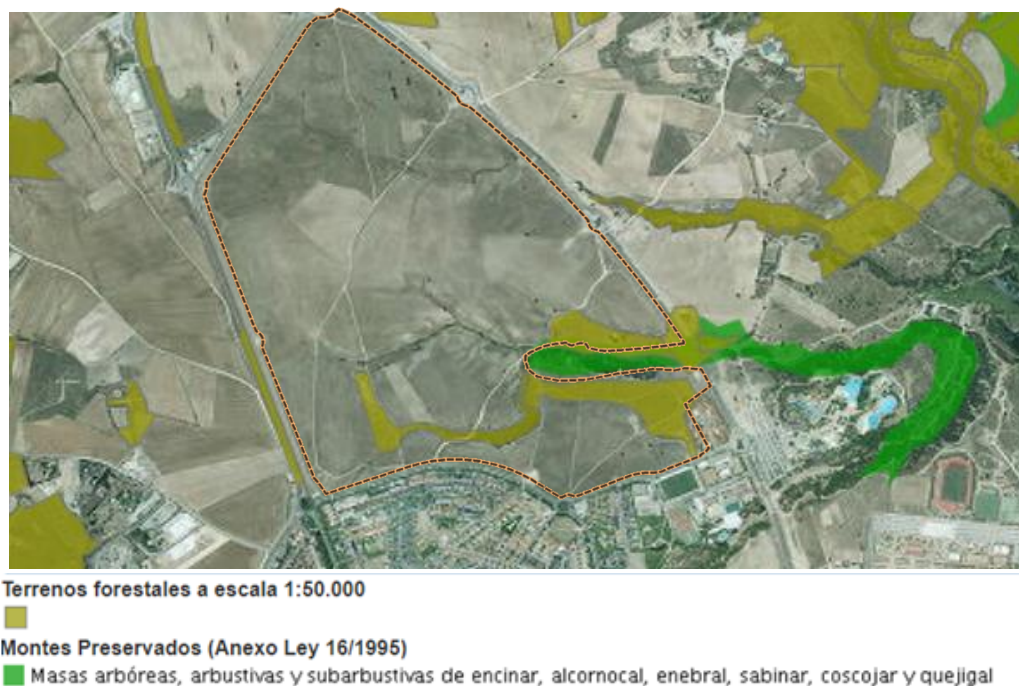 Terrenos forestales a escala 1:50.000
Montes Preservados (Anexo Ley 16/1995)
Masas arbóreas, arbustivas y subarbustivas de encinar, alcornocal, enebral, sabinar, coscojar y quejigal